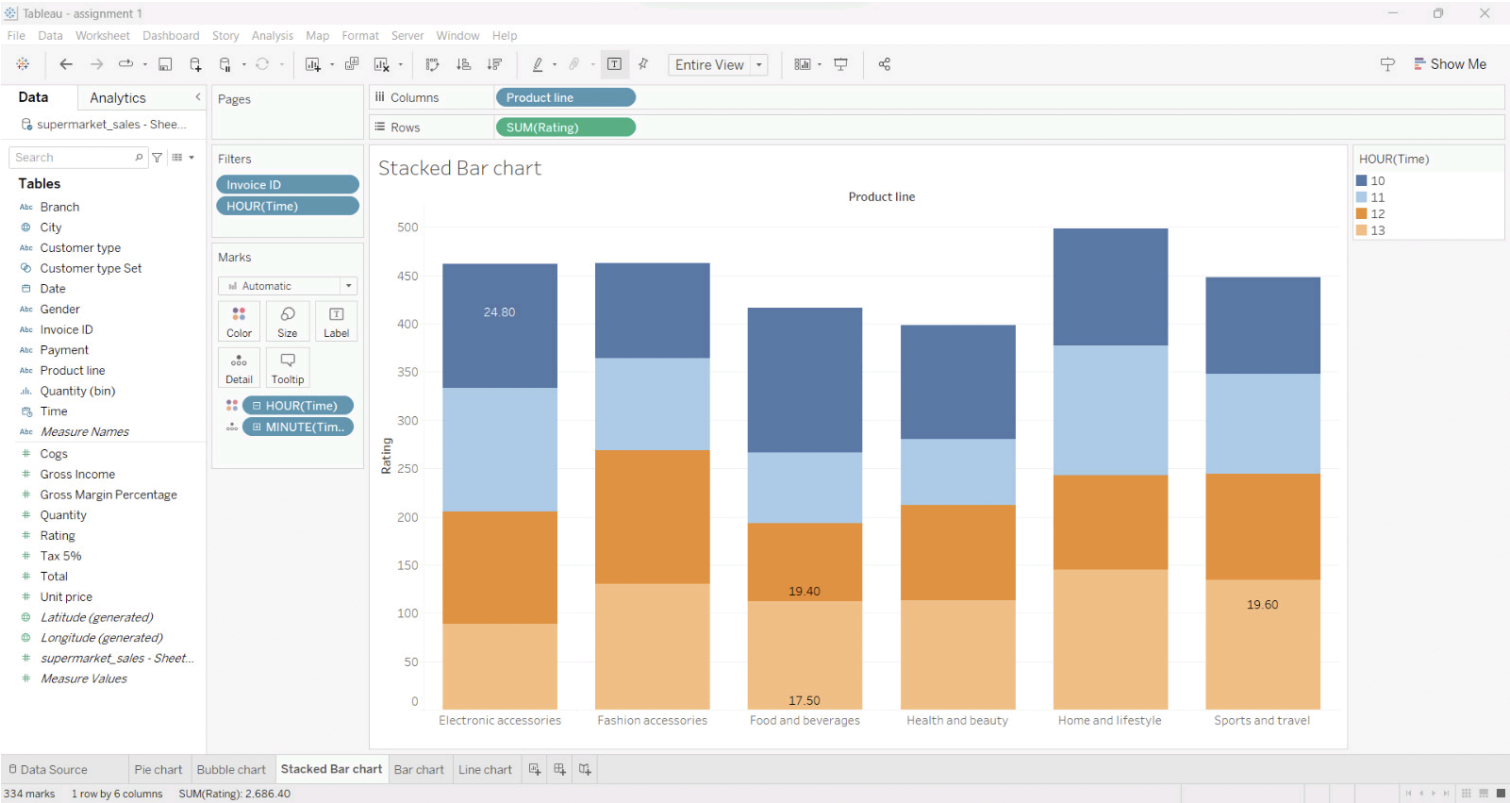 Tableau - assignment 1
File Data Worksheet Dashboard Story Analysis Map Format Server Window Help
Entire View
Show Me
Data Analytics
supermarket_sales - Shee...
Search
Tables
Abc Branch
City
Abc Customer type
Customer type Set
Date
Abc Gender
Abc Invoice ID
Abc Payment
Abc Product line
Quantity (bin)
Time
Abc Measure Names
# Cogs
# Gross Income
# Gross Margin Percentage
# Quantity
# Rating
# Tax 5%
# Total
# Unit price
Latitude (generated)
Longitude (generated)
# supermarket_sales - Sheet...
# Measure Values
Pages
Filters
Invoice ID
HOUR(Time)
Marks
Automatic
Color Size Label
Detail Tooltip
HOUR(Time)
MINUTE(Tim..
Columns Product line
Rows SUM(Rating)
Stacked Bar chart
Product line
500
450
400
350
300
250
200
150
100
50
0
Rating
24.80
19.40
17.50
19.60
Electronic accessories Fashion accessories Food and beverages Health and beauty Home and lifestyle Sports and travel
HOUR(Time)
10
11
12
13
Data Source Pie chart Bubble chart Stacked Bar chart Bar chart Line chart
334 marks 1 row by 6 columns SUM(Rating): 2,686.40